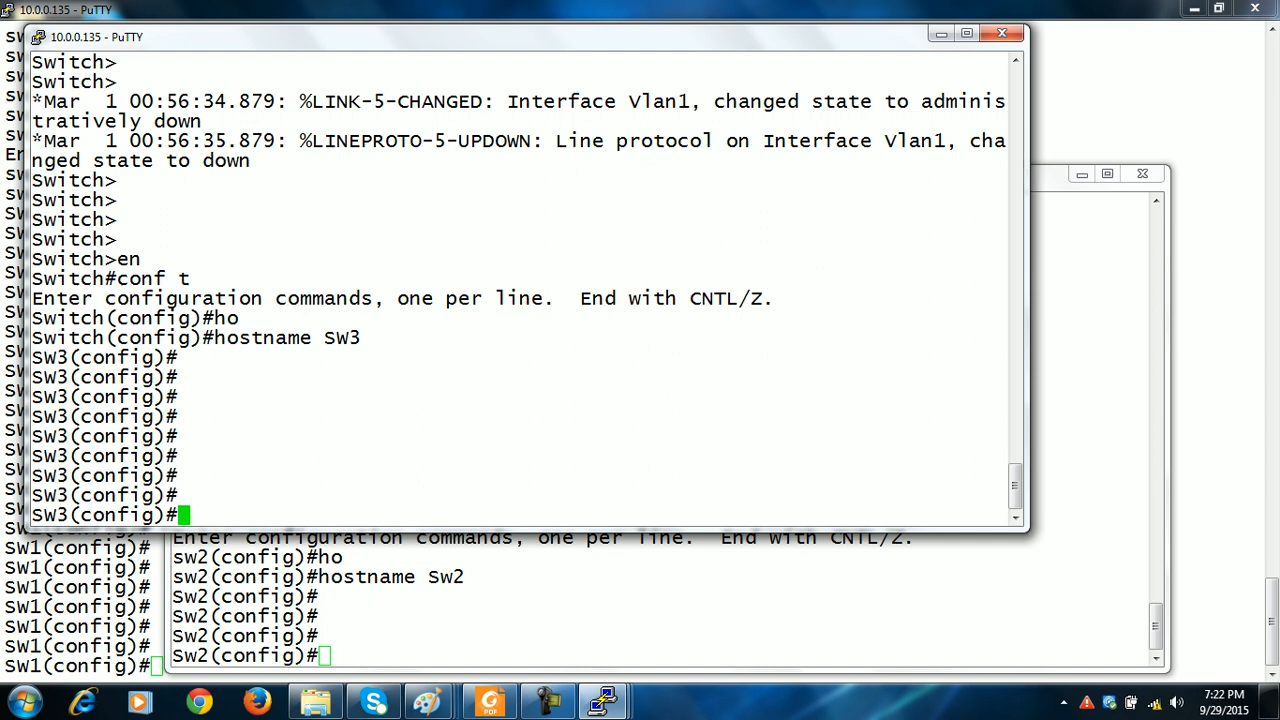 10.0.0.135 - PuTTY
10.0.0.135 - PuTTY
Switch>
Switch>
*Mar  1 00:56:34.879: %LINK-5-CHANGED: Interface Vlan1, changed state to adminis
tratively down
*Mar  1 00:56:35.879: %LINEPROTO-5-UPDOWN: Line protocol on Interface Vlan1, cha
nged state to down
Switch>
Switch>
Switch>
Switch>
Switch>en
Switch#conf t
Enter configuration commands, one per line.  End with CNTL/Z.
Switch(config)#ho
Switch(config)#hostname SW3
SW3(config)#
SW3(config)#
SW3(config)#
SW3(config)#
SW3(config)#
SW3(config)#
SW3(config)#
SW3(config)#
SW3(config)#
Enter configuration commands, one per line.  End with CNTL/Z.
sw2(config)#ho
sw2(config)#hostname Sw2
Sw2(config)#
Sw2(config)#
Sw2(config)#
Sw2(config)#
SW1(config)#
SW1(config)#
SW1(config)#
SW1(config)#
SW1(config)#
SW1(config)#
SW1(config)#
PDF
7:22 PM
9/29/2015